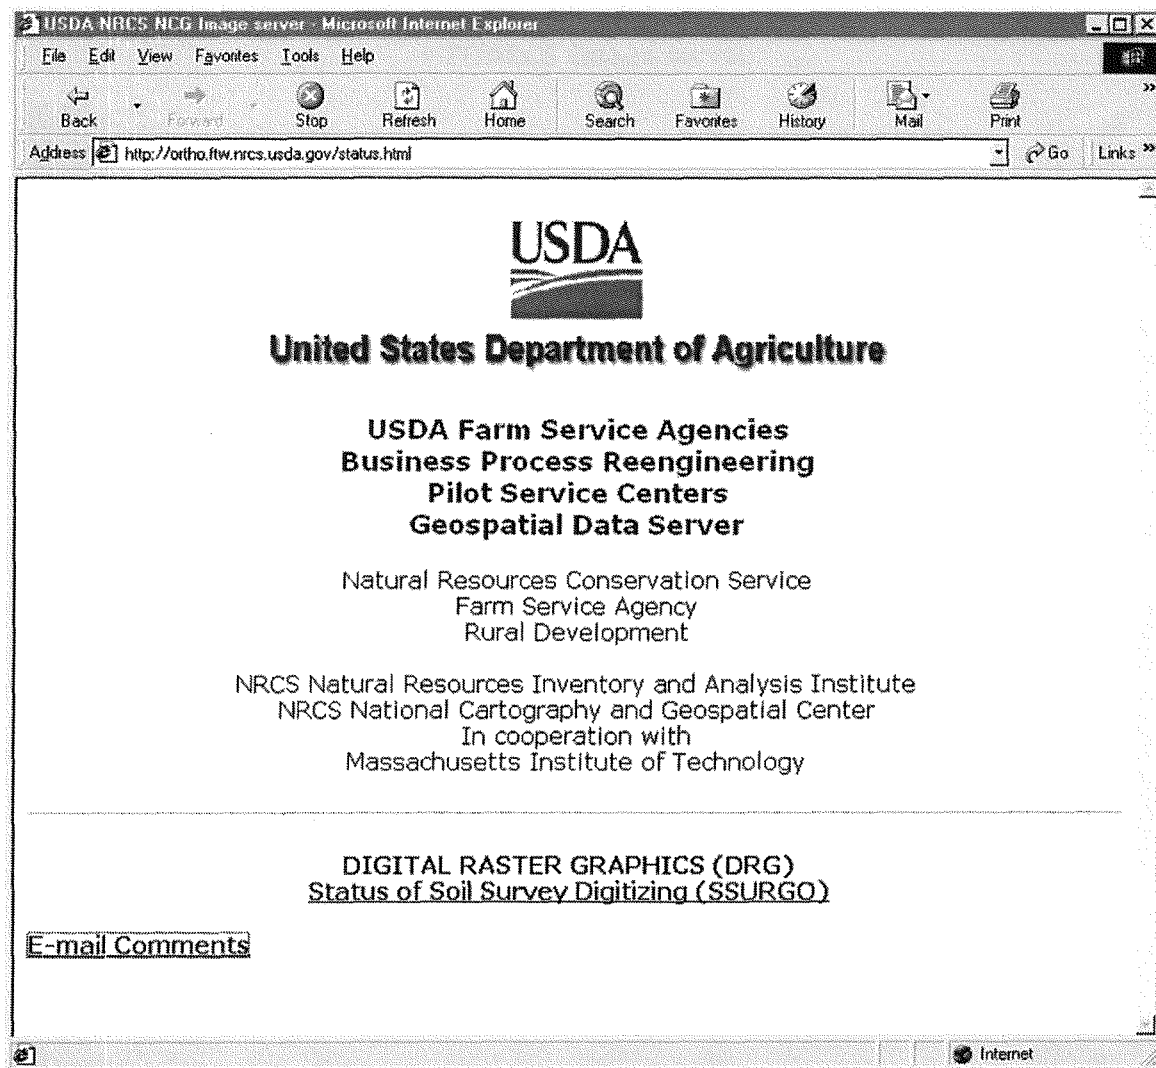 USDA NRCS NCG Image server - Microsoft Internet Explorer
File Edit View Favorites Tools Help
Back Forward Stop Refresh Home Search Favorites History Mail Print »
Address http://ortho.ftw.nrcs.usda.gov/status.html Go Links »
USDA
United States Department of Agriculture
USDA Farm Service Agencies
Business Process Reengineering
Pilot Service Centers
Geospatial Data Server
Natural Resources Conservation Service
Farm Service Agency
Rural Development
NRCS Natural Resources Inventory and Analysis Institute
NRCS National Cartography and Geospatial Center
In cooperation with
Massachusetts Institute of Technology
DIGITAL RASTER GRAPHICS (DRG)
Status of Soil Survey Digitizing (SSURGO)
E-mail Comments
Internet